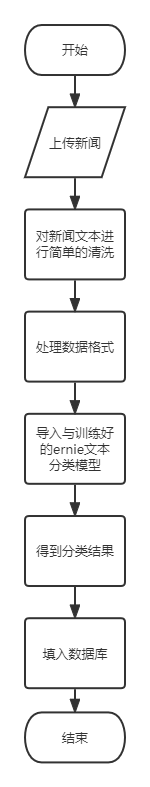 开始
上传新闻
对新闻文本进
行简单的清洗
处理数据格式
导入与训练好
的ernie文本
分类模型
得到分类结果
填入数据库
结束